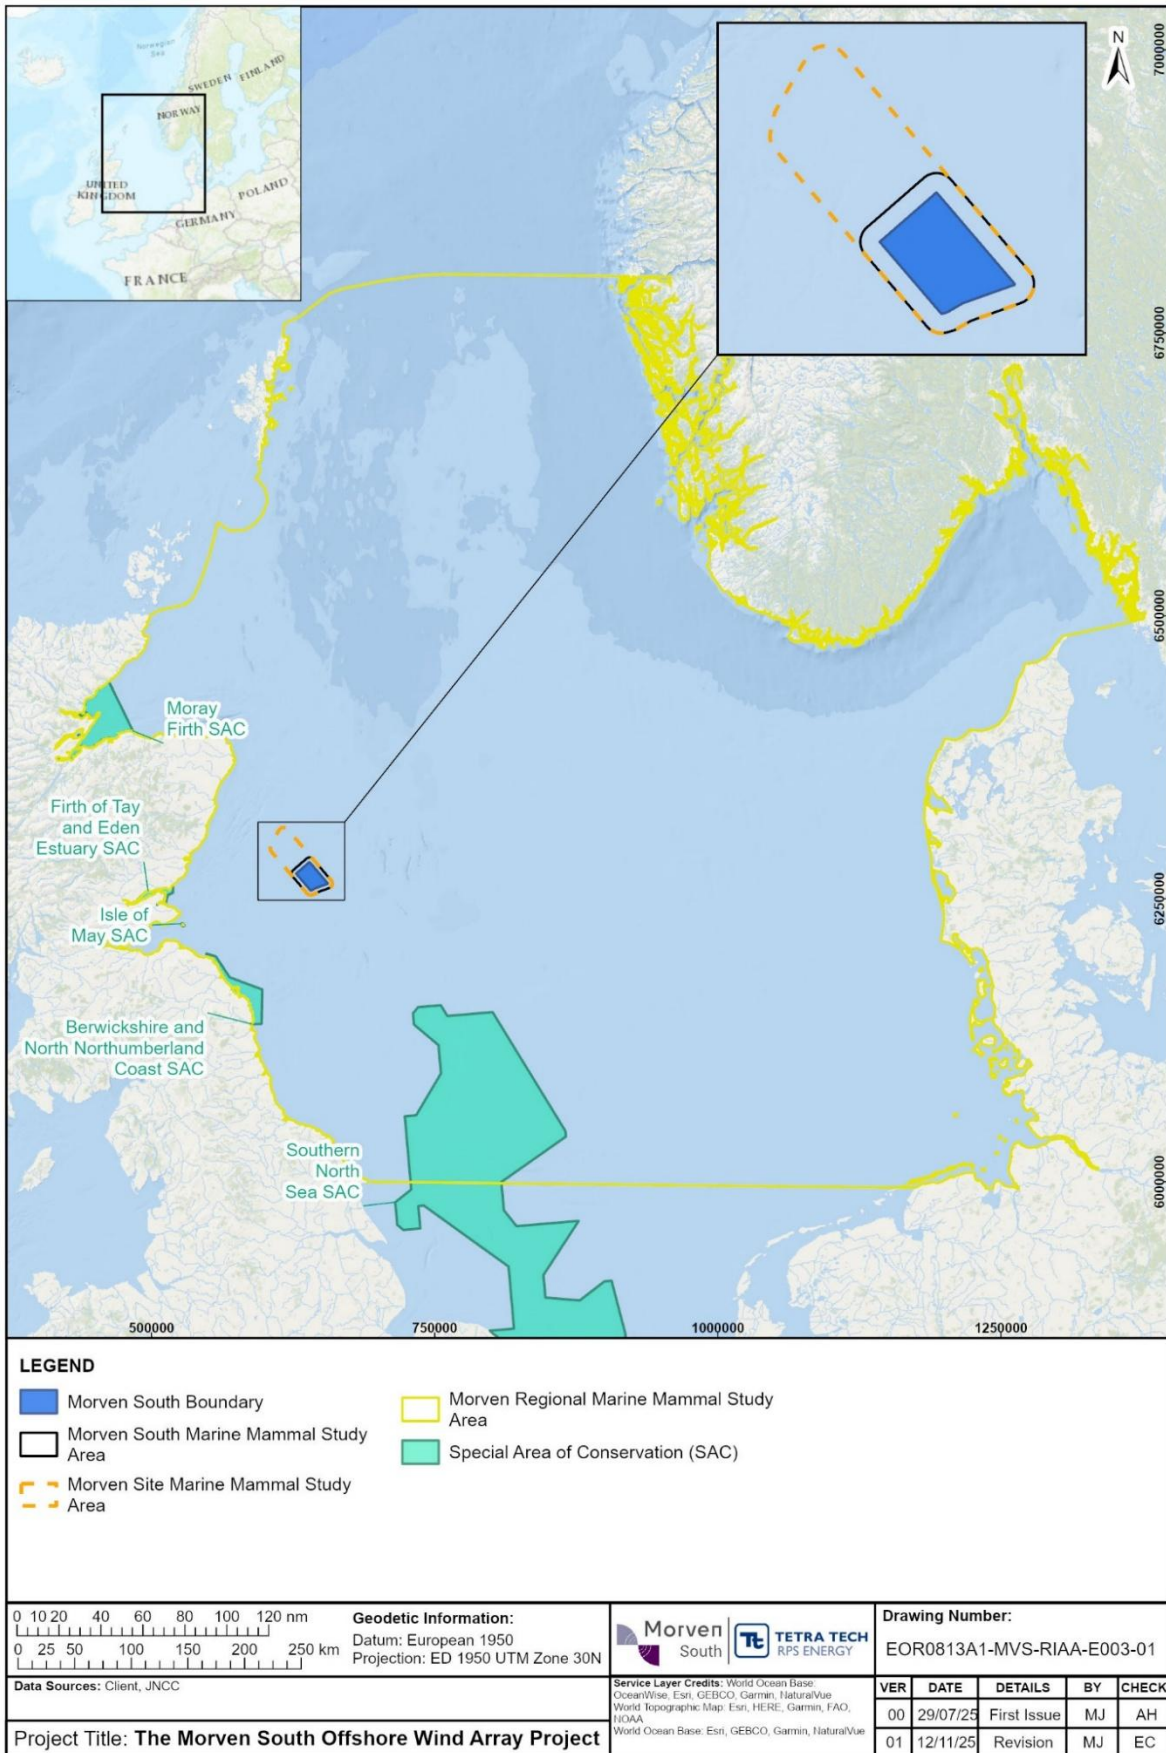 Norwegian
Sea
SWEDEN
FINLAND
NORWAY
UNITED
KINGDOM
POLAND
GERMANY
FRANCE
N
7000000
6750000
6500000
6250000
6000000
Moray
Firth SAC
Firth of Tay
and Eden
Estuary SAC
Isle of
May SAC
Berwickshire and
North Northumberland
Coast SAC
Southern
North
Sea SAC
500000 750000 1000000 1250000
LEGEND
Morven South Boundary
Morven South Marine Mammal Study
Area
Morven Site Marine Mammal Study
Area
Morven Regional Marine Mammal Study
Area
Special Area of Conservation (SAC)
0 10 20 40 60 80 100 120 nm
0 25 50 100 150 200 250 km
Geodetic Information:
Datum: European 1950
Projection: ED 1950 UTM Zone 30N
Morven
South
Tt
TETRA TECH
RPS ENERGY
Drawing Number:
EOR0813A1-MVS-RIAA-E003-01
Data Sources: Client, JNCC
Service Layer Credits: World Ocean Base:
OceanWise, Esri, GEBCO, Garmin, NaturalVue
World Topographic Map: Esri, HERE, Garmin, FAO,
NOAA
World Ocean Base: Esri, GEBCO, Garmin, NaturalVue
VER DATE DETAILS BY CHECK
00 29/07/25 First Issue MJ AH
01 12/11/25 Revision MJ EC
Project Title: The Morven South Offshore Wind Array Project